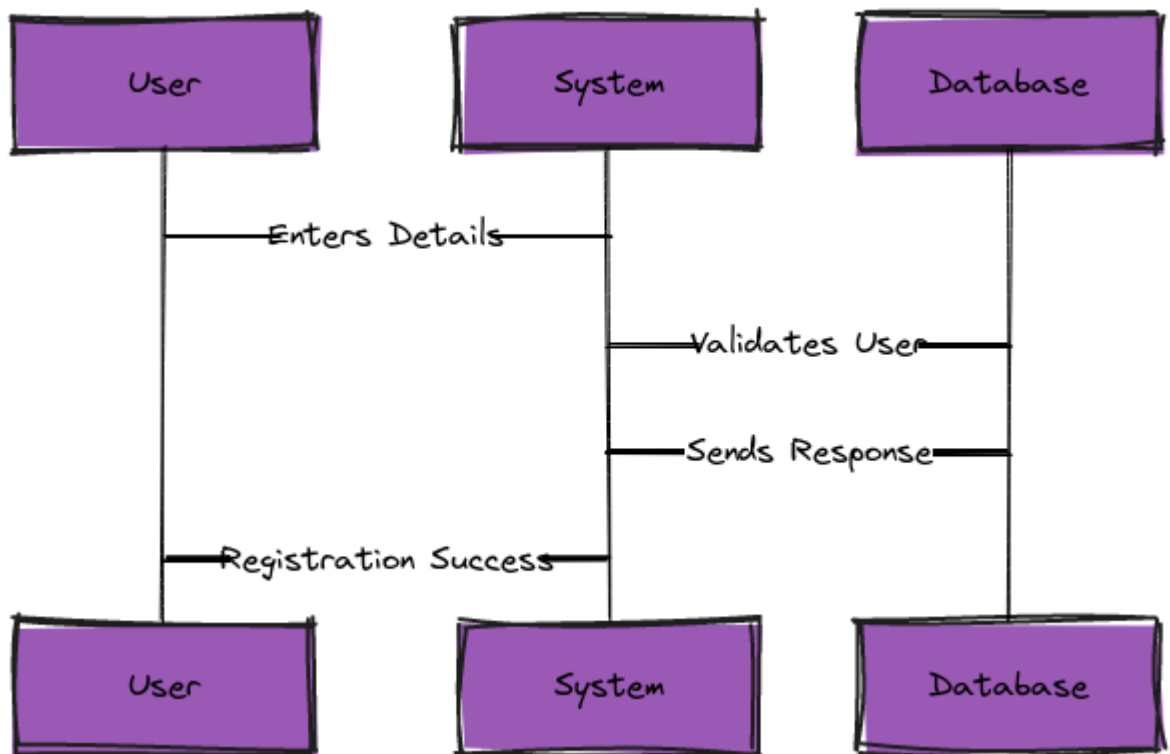 User
System
Database
Enters Details
Validates User
Sends Response
Registration Success
User
System
Database